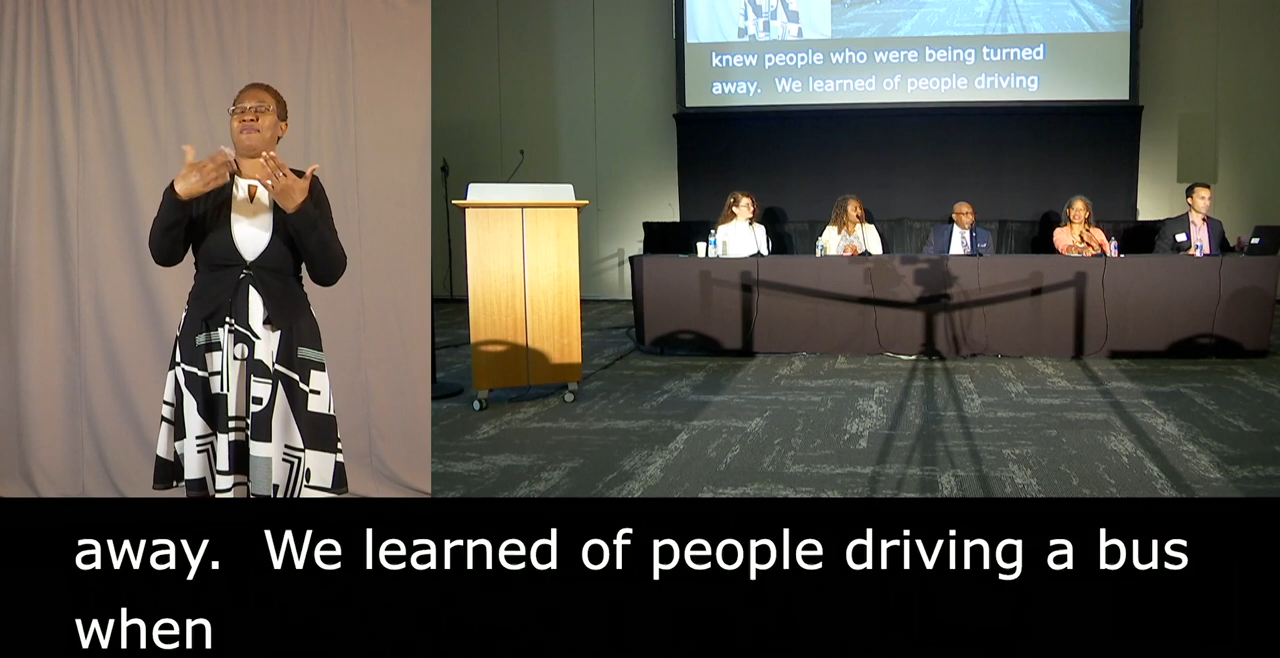 knew people who were being turned
away.  We learned of people driving
away.  We learned of people driving a bus
when